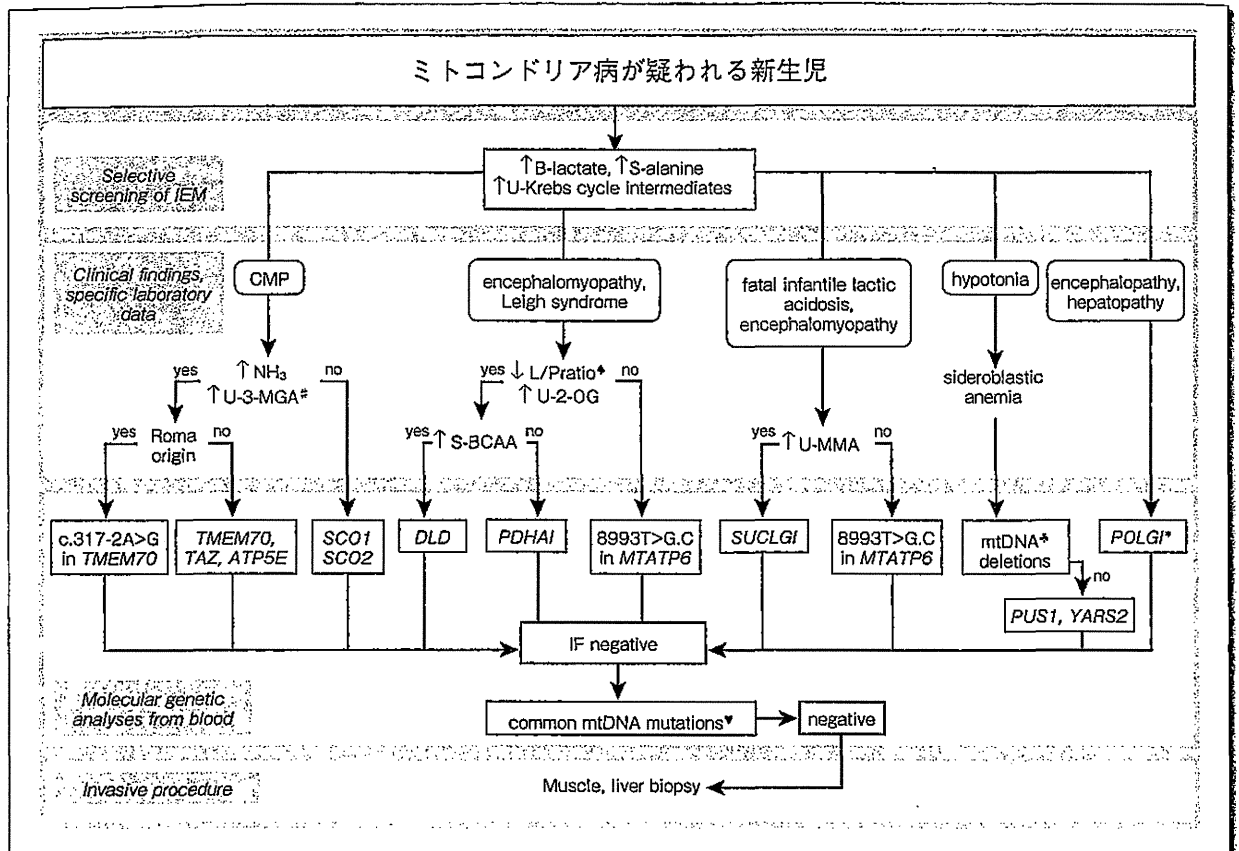 ミトコンドリア病が疑われる新生児
Selective
screening of IEM
↑B-lactate, ↑S-alanine
↑U-Krebs cycle intermediates
Clinical findings,
specific laboratory
data
CMP
encephalomyopathy,
Leigh syndrome
fatal infantile lactic
acidosis,
encephalomyopathy
hypotonia
encephalopathy,
hepatopathy
yes
↑NH₃
↑U-3-MGA#
no
yes
↓L/Pratio♠
↑U-2-OG
no
sideroblastic
anemia
yes
Roma
origin
no
yes
↑S-BCAA
no
yes
↑U-MMA
no
c.317-2A>G
in TMEM70
TMEM70,
TAZ, ATP5E
SCO1
SCO2
DLD
PDHAI
8993T>G.C
in MTATP6
SUCLGI
8993T>G.C
in MTATP6
mtDNA♣
deletions
no
PUS1, YARS2
POLGI*
IF negative
Molecular genetic
analyses from blood
common mtDNA mutations♥
negative
Invasive procedure
Muscle, liver biopsy